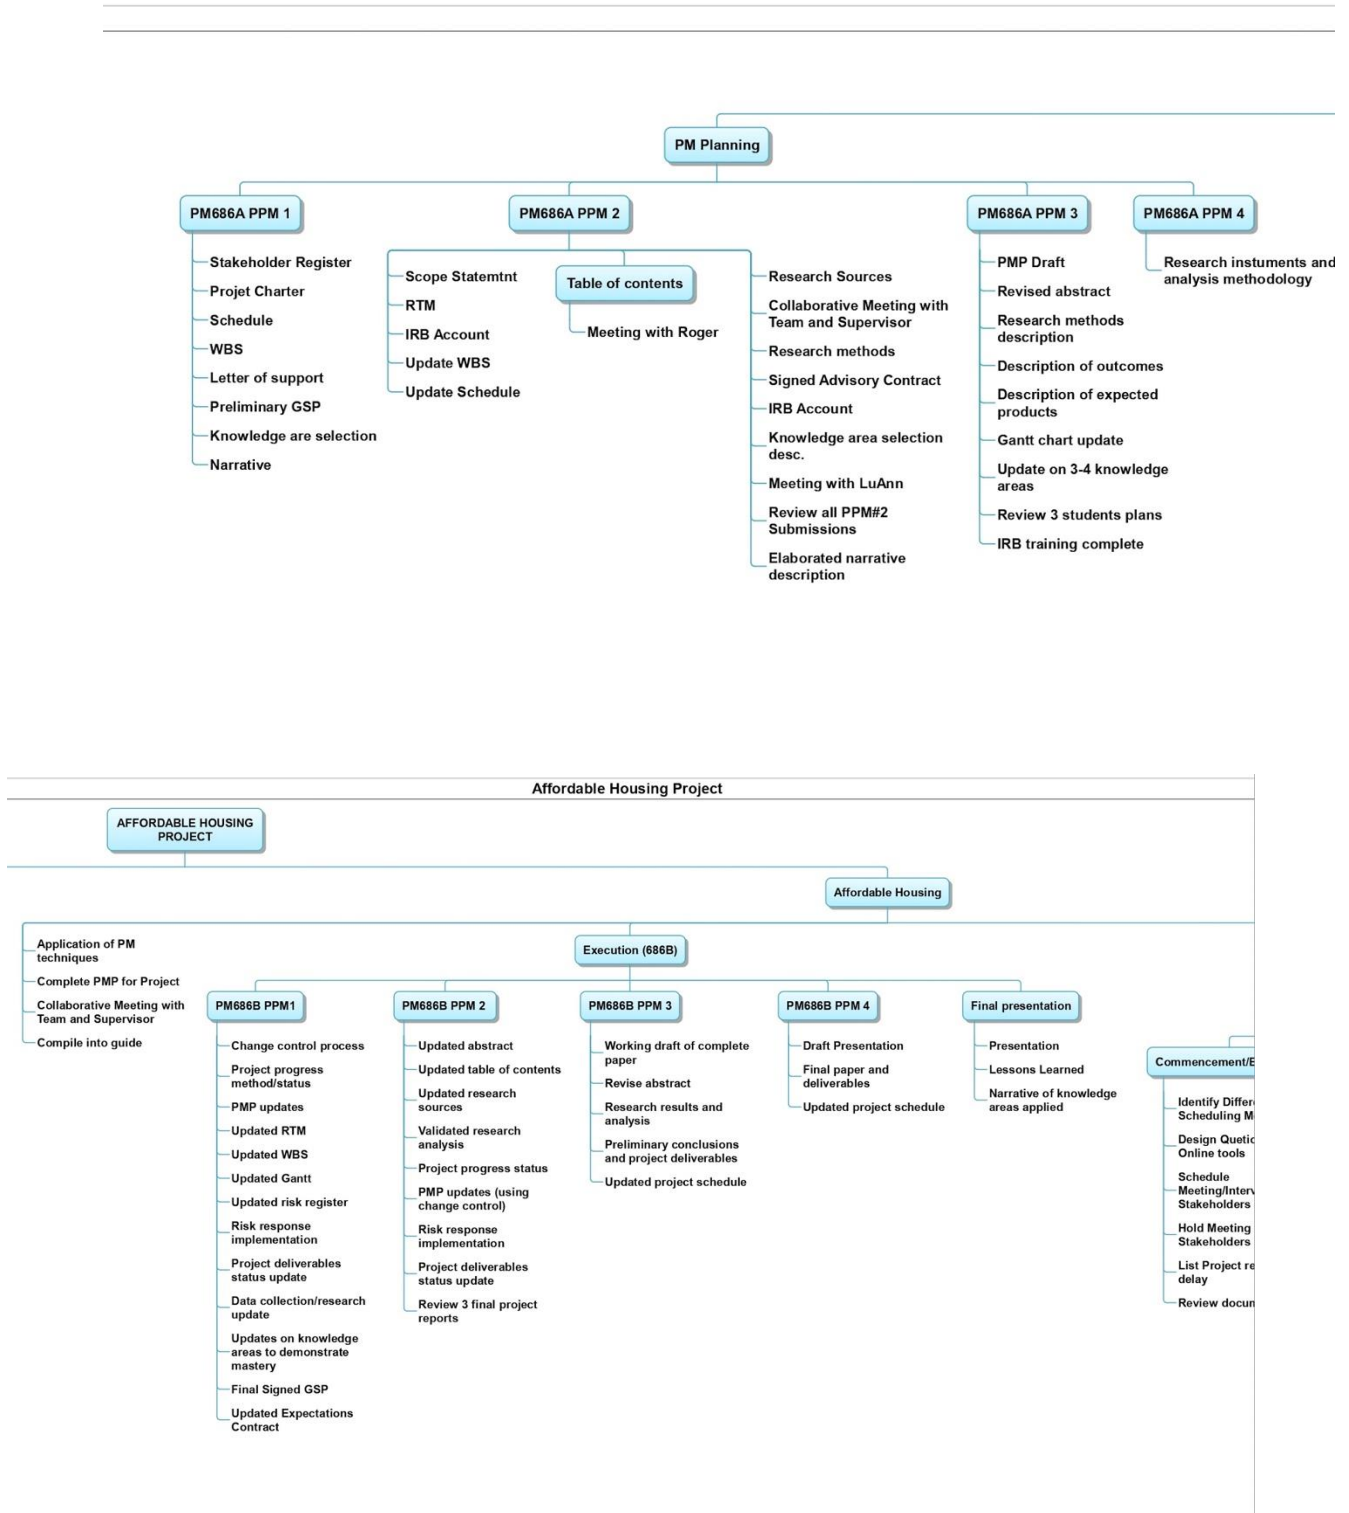 PM Planning
PM686A PPM 1
PM686A PPM 2
PM686A PPM 3
PM686A PPM 4
Stakeholder Register
Projet Charter
Schedule
WBS
Letter of support
Preliminary GSP
Knowledge are selection
Narrative
Scope Statemtnt
RTM
IRB Account
Update WBS
Update Schedule
Table of contents
Meeting with Roger
Research Sources
Collaborative Meeting with
Team and Supervisor
Research methods
Signed Advisory Contract
IRB Account
Knowledge area selection
desc.
Meeting with LuAnn
Review all PPM#2
Submissions
Elaborated narrative
description
PMP Draft
Revised abstract
Research methods
description
Description of outcomes
Description of expected
products
Gantt chart update
Update on 3-4 knowledge
areas
Review 3 students plans
IRB training complete
Research instuments and
analysis methodology
Affordable Housing Project
AFFORDABLE HOUSING
PROJECT
Affordable Housing
Application of PM
techniques
Complete PMP for Project
Collaborative Meeting with
Team and Supervisor
Compile into guide
Execution (686B)
PM686B PPM1
PM686B PPM 2
PM686B PPM 3
PM686B PPM 4
Final presentation
Change control process
Project progress
method/status
PMP updates
Updated RTM
Updated WBS
Updated Gantt
Updated risk register
Risk response
implementation
Project deliverables
status update
Data collection/research
update
Updates on knowledge
areas to demonstrate
mastery
Final Signed GSP
Updated Expectations
Contract
Updated abstract
Updated table of contents
Updated research
sources
Validated research
analysis
Project progress status
PMP updates (using
change control)
Risk response
implementation
Project deliverables
status update
Review 3 final project
reports
Working draft of complete
paper
Revise abstract
Research results and
analysis
Preliminary conclusions
and project deliverables
Updated project schedule
Draft Presentation
Final paper and
deliverables
Updated project schedule
Presentation
Lessons Learned
Narrative of knowledge
areas applied
Commencement/
Identify
Scheduling
Design
Online tools
Schedule
Stakeholders
Hold Meeting
Stakeholders
List Project
delay
Review